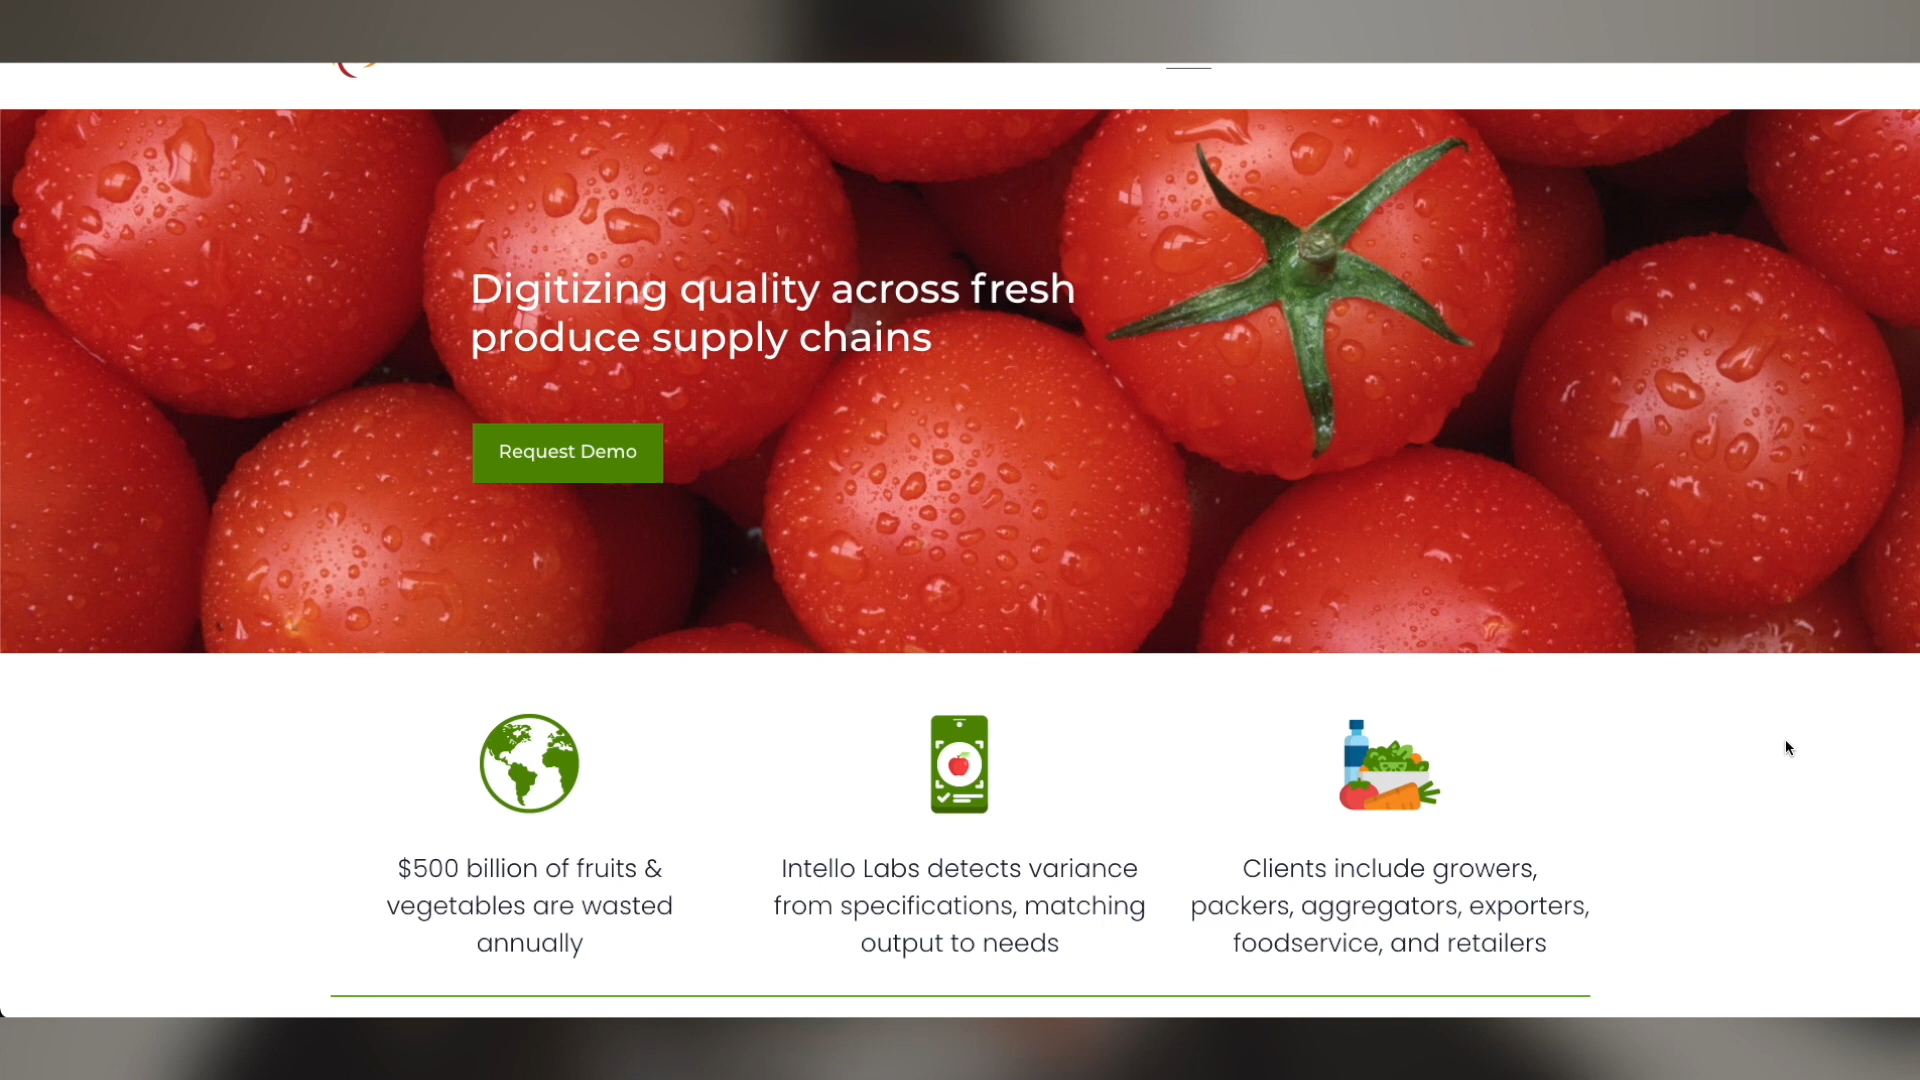 Digitizing quality across fresh
produce supply chains
Request Demo
$500 billion of fruits &
vegetables are wasted
annually
Intello Labs detects variance
from specifications, matching
output to needs
Clients include growers,
packers, aggregators, exporters,
foodservice, and retailers